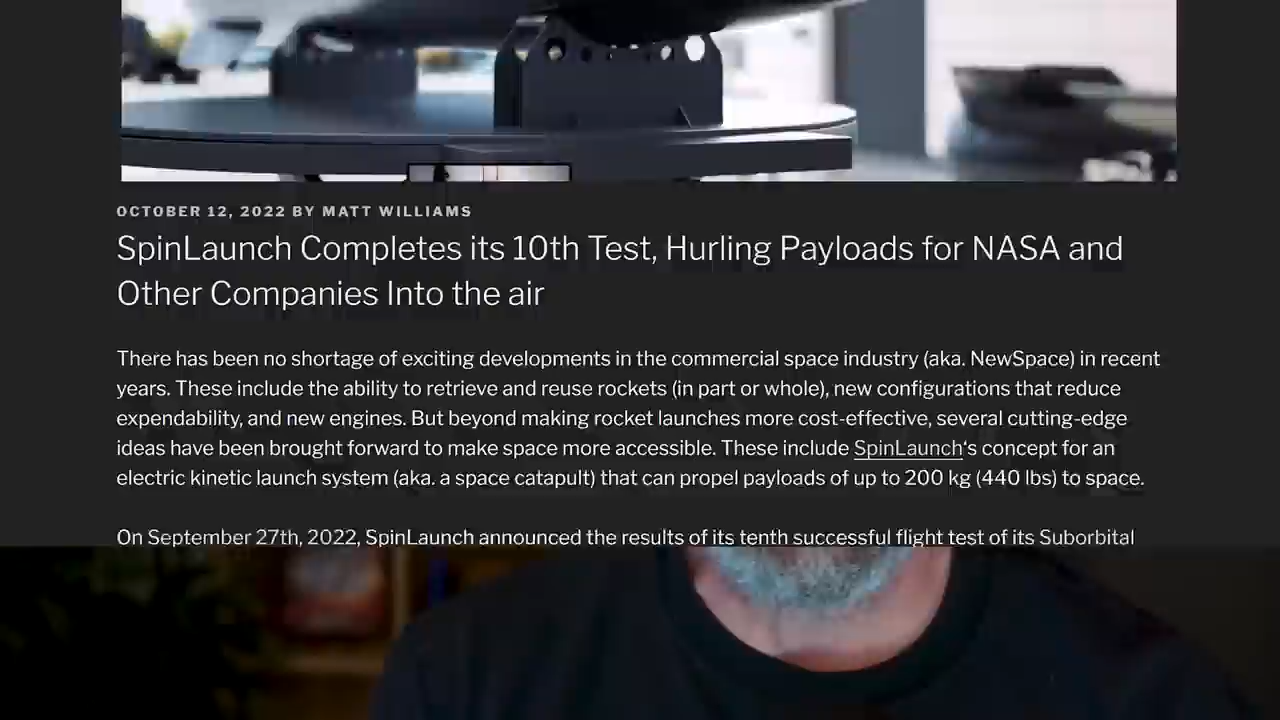 OCTOBER 12, 2022 BY MATT WILLIAMS
SpinLaunch Completes its 10th Test, Hurling Payloads for NASA and
Other Companies Into the air
There has been no shortage of exciting developments in the commercial space industry (aka. NewSpace) in recent
years. These include the ability to retrieve and reuse rockets (in part or whole), new configurations that reduce
expendability, and new engines. But beyond making rocket launches more cost-effective, several cutting-edge
ideas have been brought forward to make space more accessible. These include SpinLaunch‘s concept for an
electric kinetic launch system (aka. a space catapult) that can propel payloads of up to 200 kg (440 lbs) to space.
On September 27th, 2022, SpinLaunch announced the results of its tenth successful flight test of its Suborbital